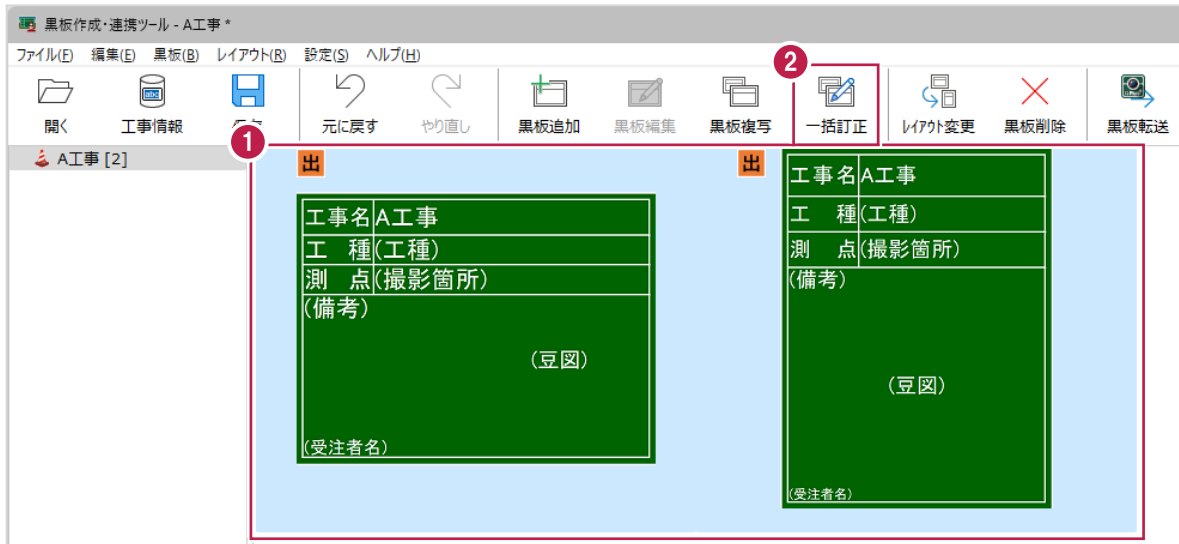 黒板作成・連携ツール - A工事 *
ファイル(F) 編集(E) 黒板(B) レイアウト(R) 設定(S) ヘルプ(H)
2
開く 工事情報 元に戻す やり直し 黒板追加 黒板編集 黒板複写 一括訂正 レイアウト変更 黒板削除 黒板転送
1
A工事 [2]
出
工事名 A工事
工 種 (工種)
測 点 (撮影箇所)
(備考)
(豆図)
(受注者名)
出
工事名 A工事
工 種 (工種)
測 点 (撮影箇所)
(備考)
(豆図)
(受注者名)